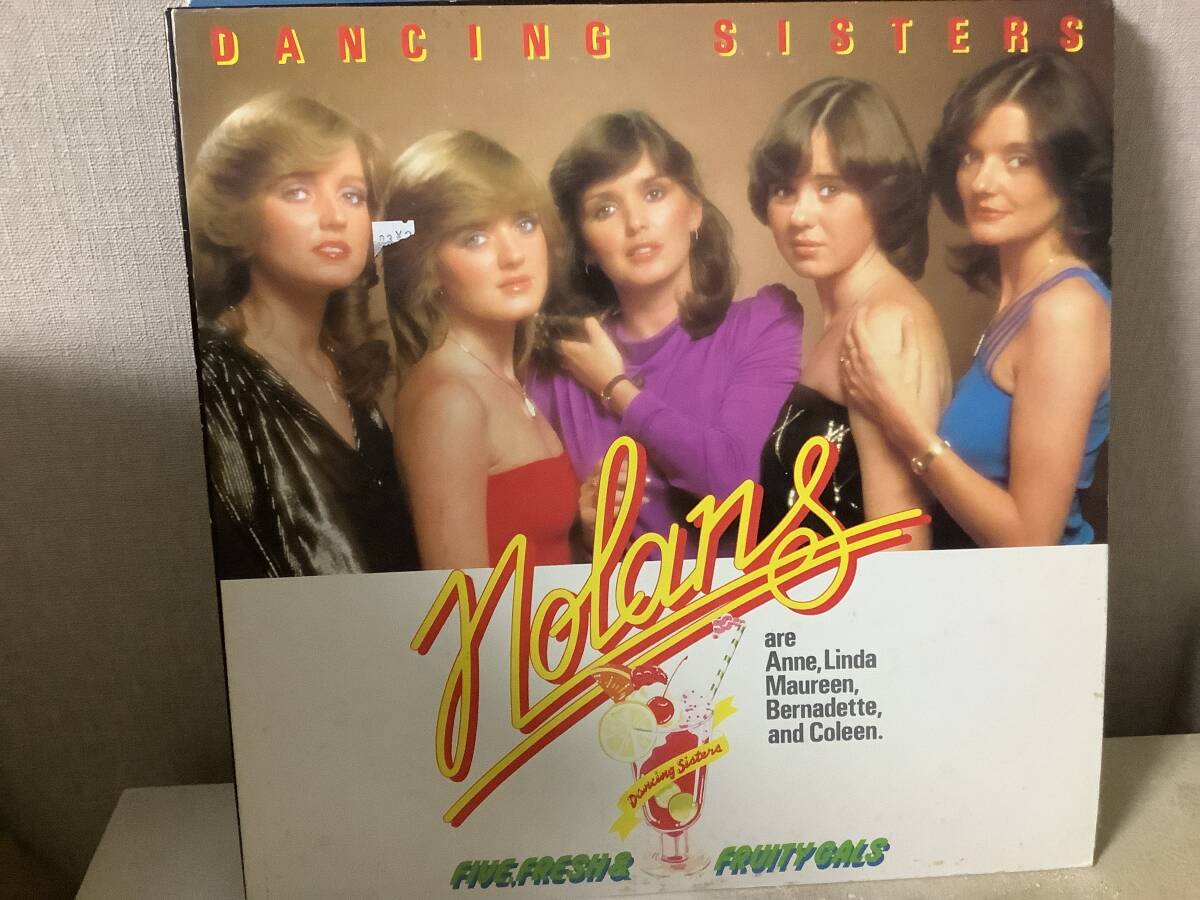 DANCING SISTERS
Nolans
are
Anne, Linda
Maureen,
Bernadette,
and Coleen.
Dancing Sisters
FIVE, FRESH & FRUITY GALS